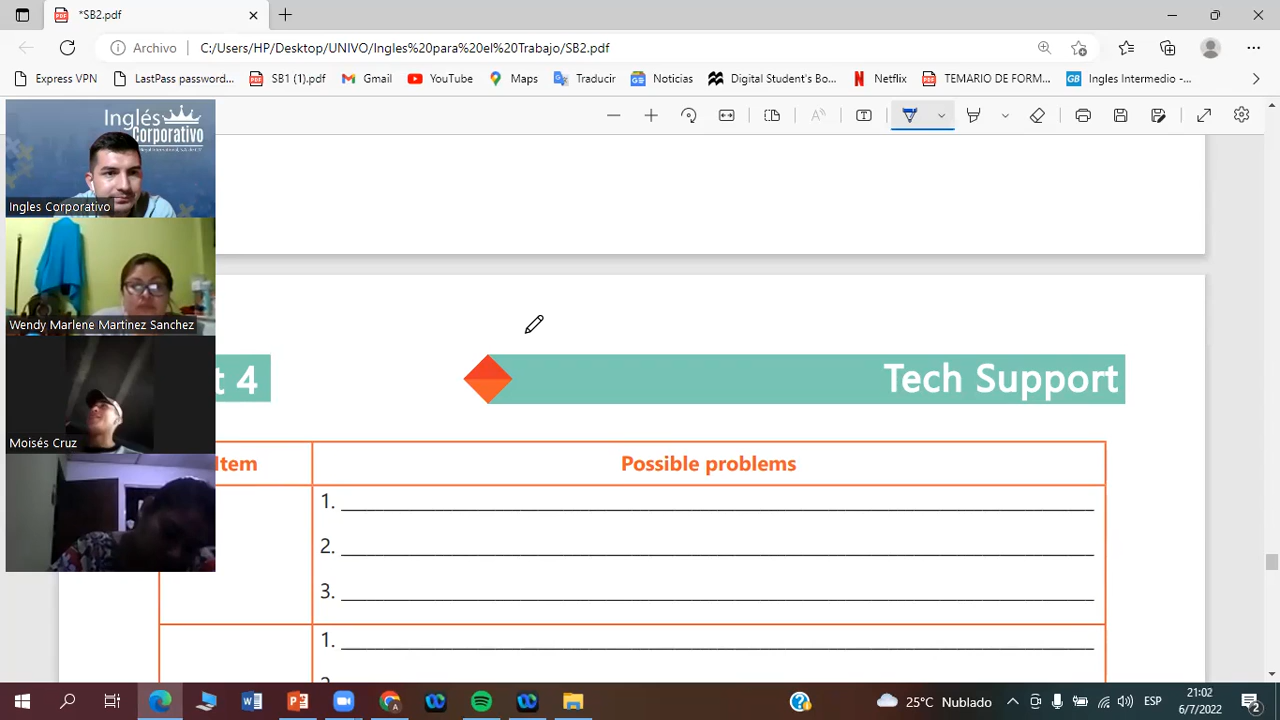 *SB2.pdf
Archivo C:/Users/HP/Desktop/UNIVO/Ingles%20para%20el%20Trabajo/SB2.pdf
Express VPN LastPass password... SB1 (1).pdf Gmail YouTube Maps Traducir Noticias Digital Student's Bo... Netflix TEMARIO DE FORM... Ingles Intermedio -...
Inglés
Corporativo
Ingles Corporativo
Wendy Marlene Martinez Sanchez
Moisés Cruz
t 4 Tech Support
Item Possible problems
1.
2.
3.
1.
25°C Nublado ESP 21:02
6/7/2022 2